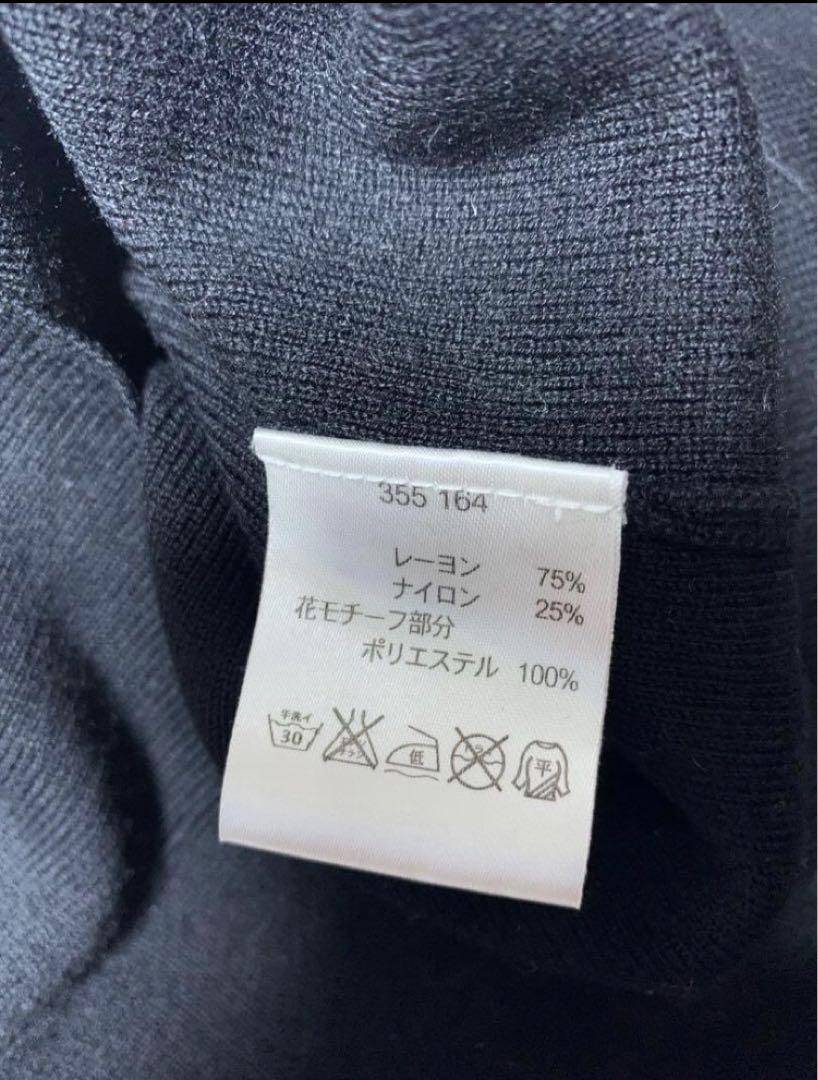 355 164
レーヨン 75%
ナイロン 25%
花モチーフ部分
ポリエステル 100%
手洗イ
30
低
平